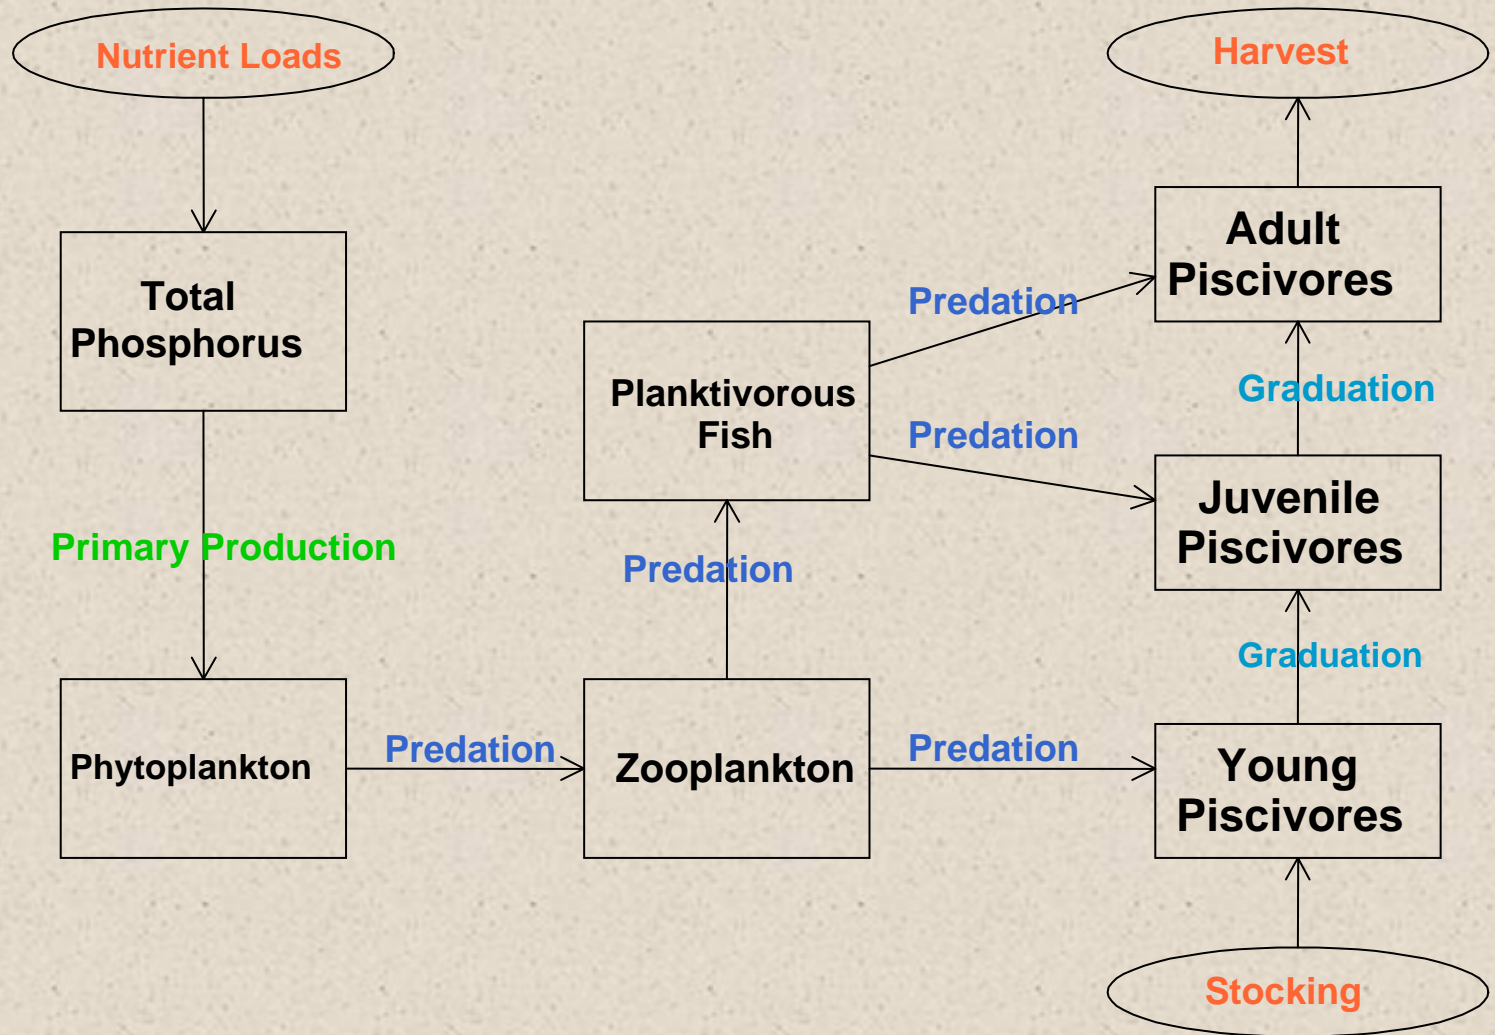 Nutrient Loads
Harvest
Total
Phosphorus
Adult
Piscivores
Predation
Planktivorous
Fish
Graduation
Predation
Juvenile
Piscivores
Primary Production
Predation
Graduation
Phytoplankton
Predation
Zooplankton
Predation
Young
Piscivores
Stocking